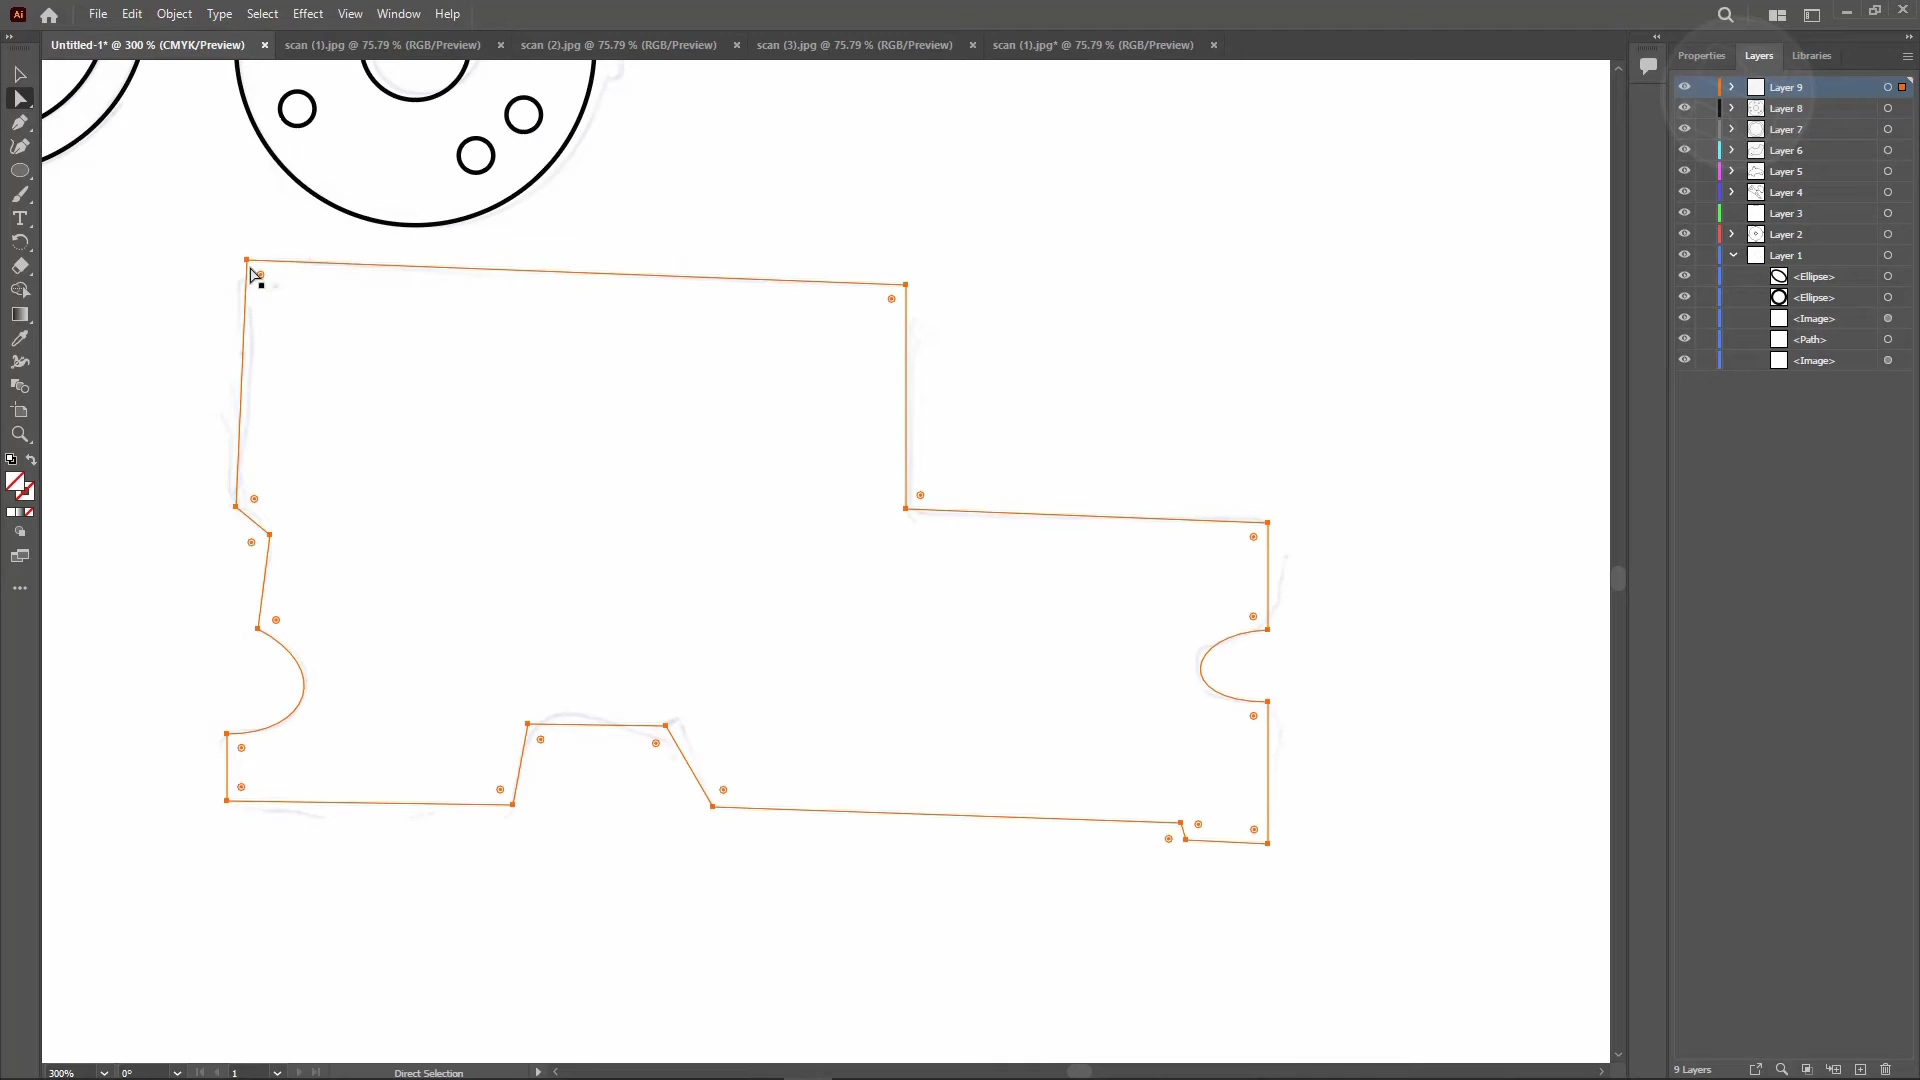 Ai File Edit Object Type Select Effect View Window Help
Untitled-1* @ 300 % (CMYK/Preview) scan (1).jpg @ 75.79 % (RGB/Preview) scan (2).jpg @ 75.79 % (RGB/Preview) scan (3).jpg @ 75.79 % (RGB/Preview) scan (1).jpg* @ 75.79 % (RGB/Preview)
Properties Layers Libraries
Layer 9
Layer 8
Layer 7
Layer 6
Layer 5
Layer 4
Layer 3
Layer 2
Layer 1
<Ellipse>
<Ellipse>
<Image>
<Path>
<Image>
300% 0° 1 Direct Selection
9 Layers